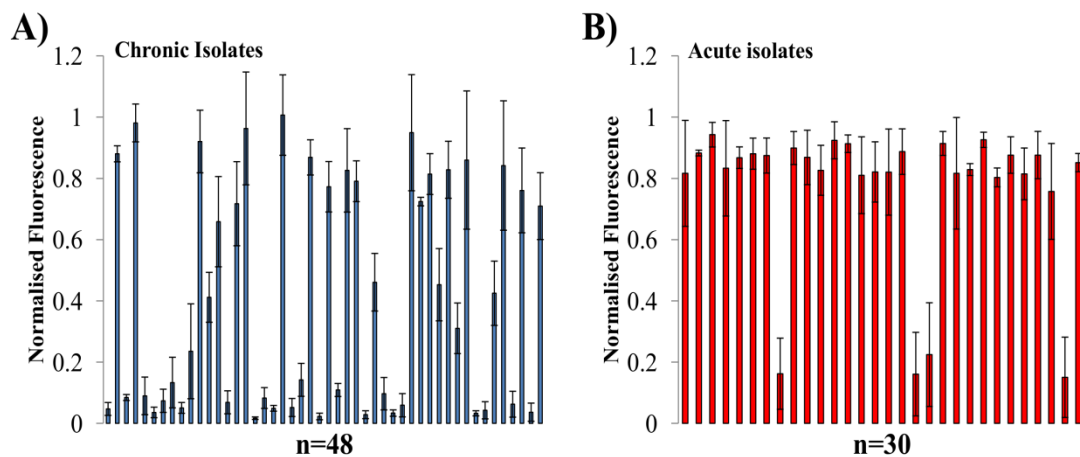 A)
Chronic Isolates
Normalised Fluorescence
1.2
1
0.8
0.6
0.4
0.2
0
n=48
B)
Acute isolates
Normalised Fluorescence
1.2
1
0.8
0.6
0.4
0.2
0
n=30